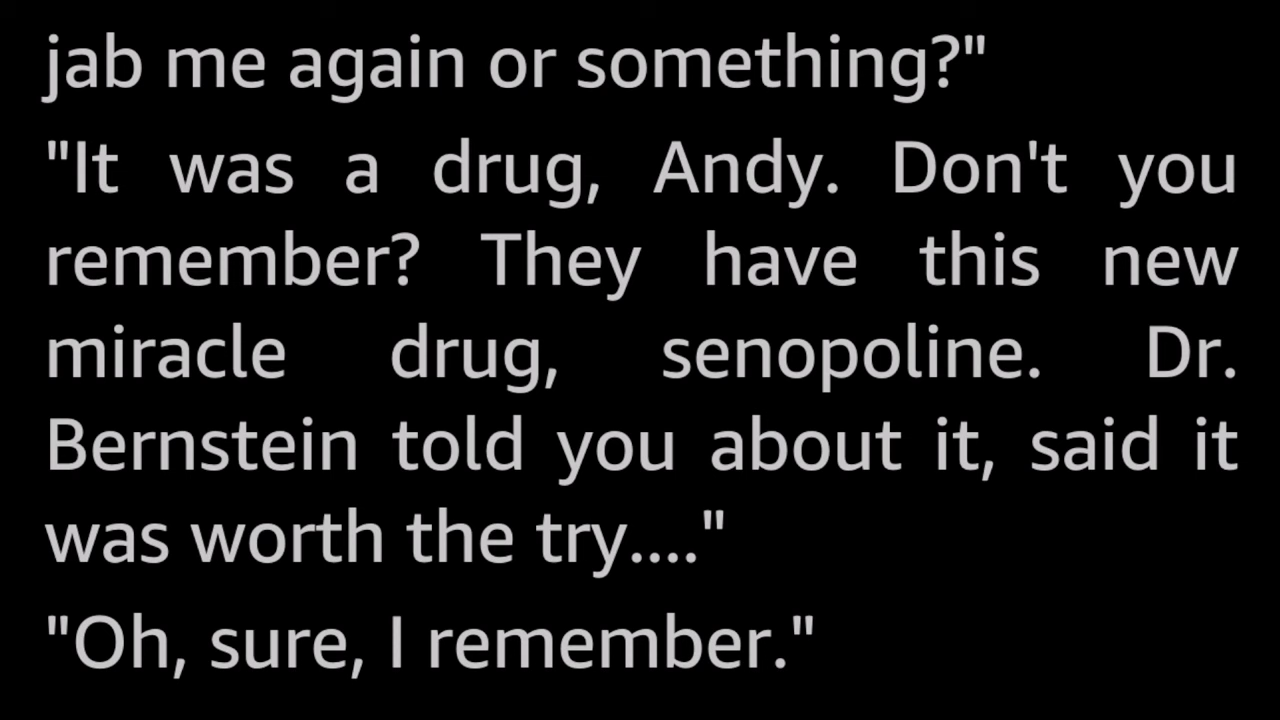 jab me again or something?"
"It was a drug, Andy. Don't you
remember? They have this new
miracle drug, senopoline. Dr.
Bernstein told you about it, said it
was worth the try...."
"Oh, sure, I remember."